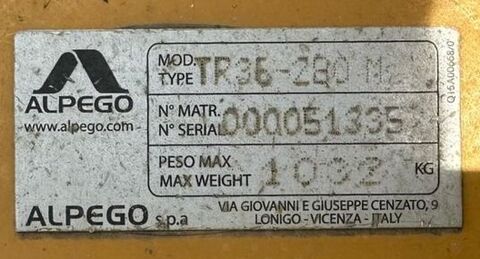 ALPEGO
www.alpego.com
MOD.
TYPE TR36-280
N° MATR.
N° SERIAL 000051335
PESO MAX
MAX WEIGHT 1032 KG
ALPEGO s.p.a
VIA GIOVANNI E GIUSEPPE CENZATO, 9
LONIGO - VICENZA - ITALY